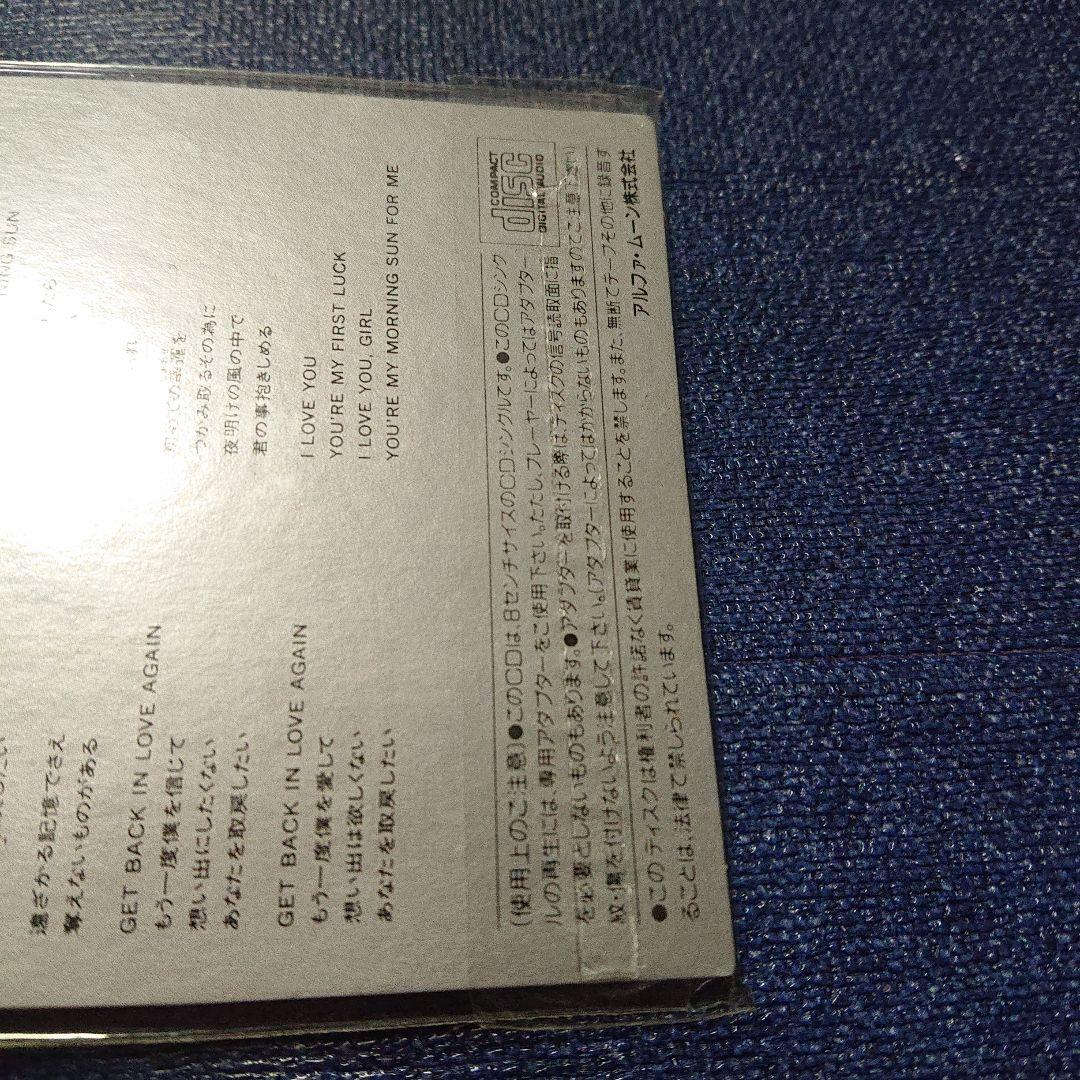 遠ざかる記憶でさえ
奪えないものがある
GET BACK IN LOVE AGAIN
もう一度僕を信じて
想い出にしたくない
あなたを取戻したい
GET BACK IN LOVE AGAIN
もう一度僕を愛して
想い出は欲しくない
あなたを取戻したい
NING SUN
つかみ取るその為に
夜明けの風の中で
君の事抱きしめる
I LOVE YOU
YOU'RE MY FIRST LUCK
I LOVE YOU, GIRL
YOU'RE MY MORNING SUN FOR ME
COMPACT
disc
DIGITAL AUDIO
(使用上のご注意)●このCDは、8センチサイズのCDシングルです。●このCDシング
ルの再生には、専用アダプターをご使用下さい。ただし、プレーヤーによってはアダプター
を必要としないものもあります。●アダプターを取付ける際は、ディスクの信号読取面に指
紋・傷を付けないよう注意して下さい。(アダプターによってはかからないものもありますのでご注意下さい)
●このディスクは権利者の許諾なく賃貸業に使用することを禁します。また、無断でテープその他に録音す
ることは、法律で禁じられています。
アルファ・ムーン株式会社